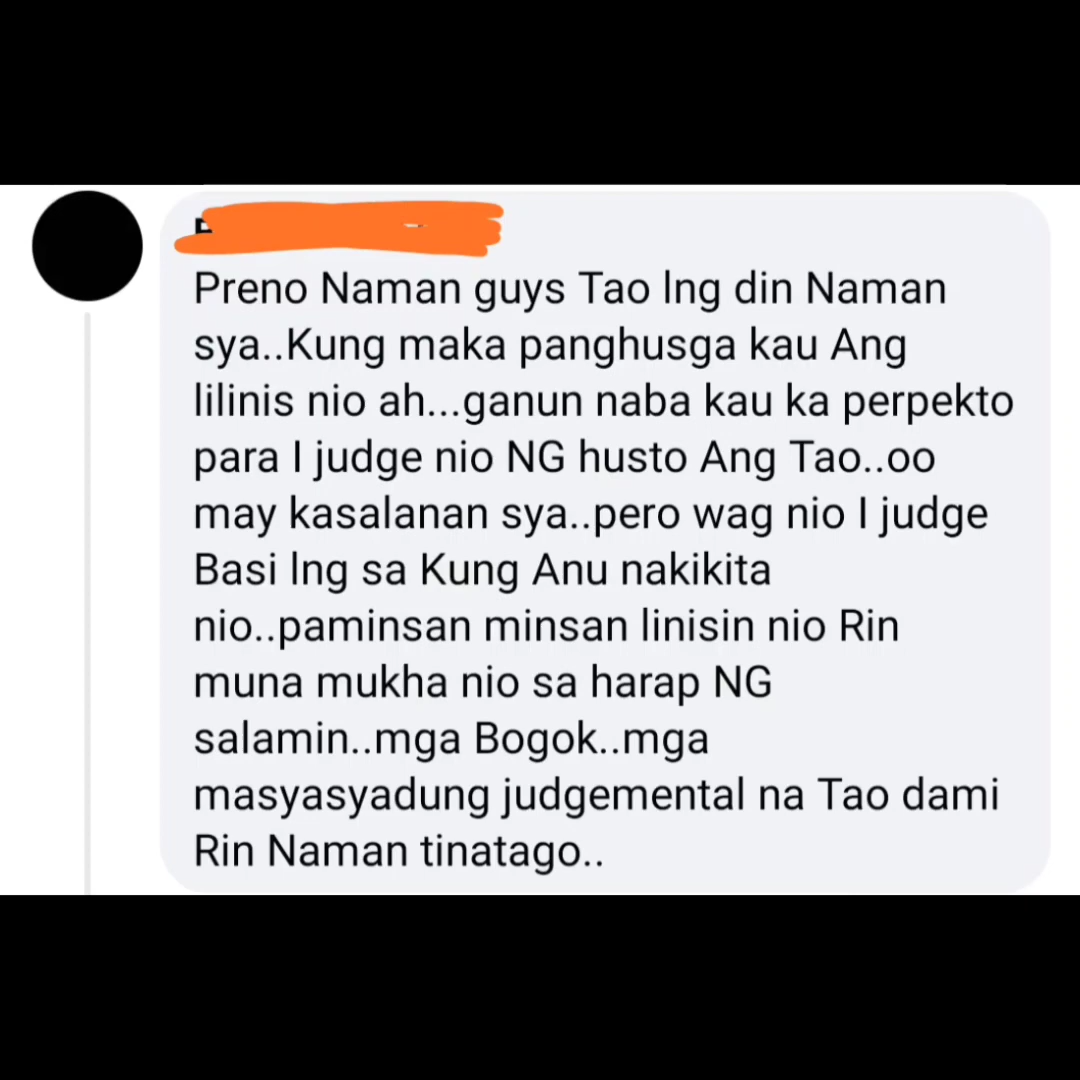 Preno Naman guys Tao lng din Naman
sya..Kung maka panghusga kau Ang
lilinis nio ah...ganun naba kau ka perpekto
para I judge nio NG husto Ang Tao..oo
may kasalanan sya..pero wag nio I judge
Basi lng sa Kung Anu nakikita
nio..paminsan minsan linisin nio Rin
muna mukha nio sa harap NG
salamin..mga Bogok..mga
masyasyadung judgemental na Tao dami
Rin Naman tinatago..